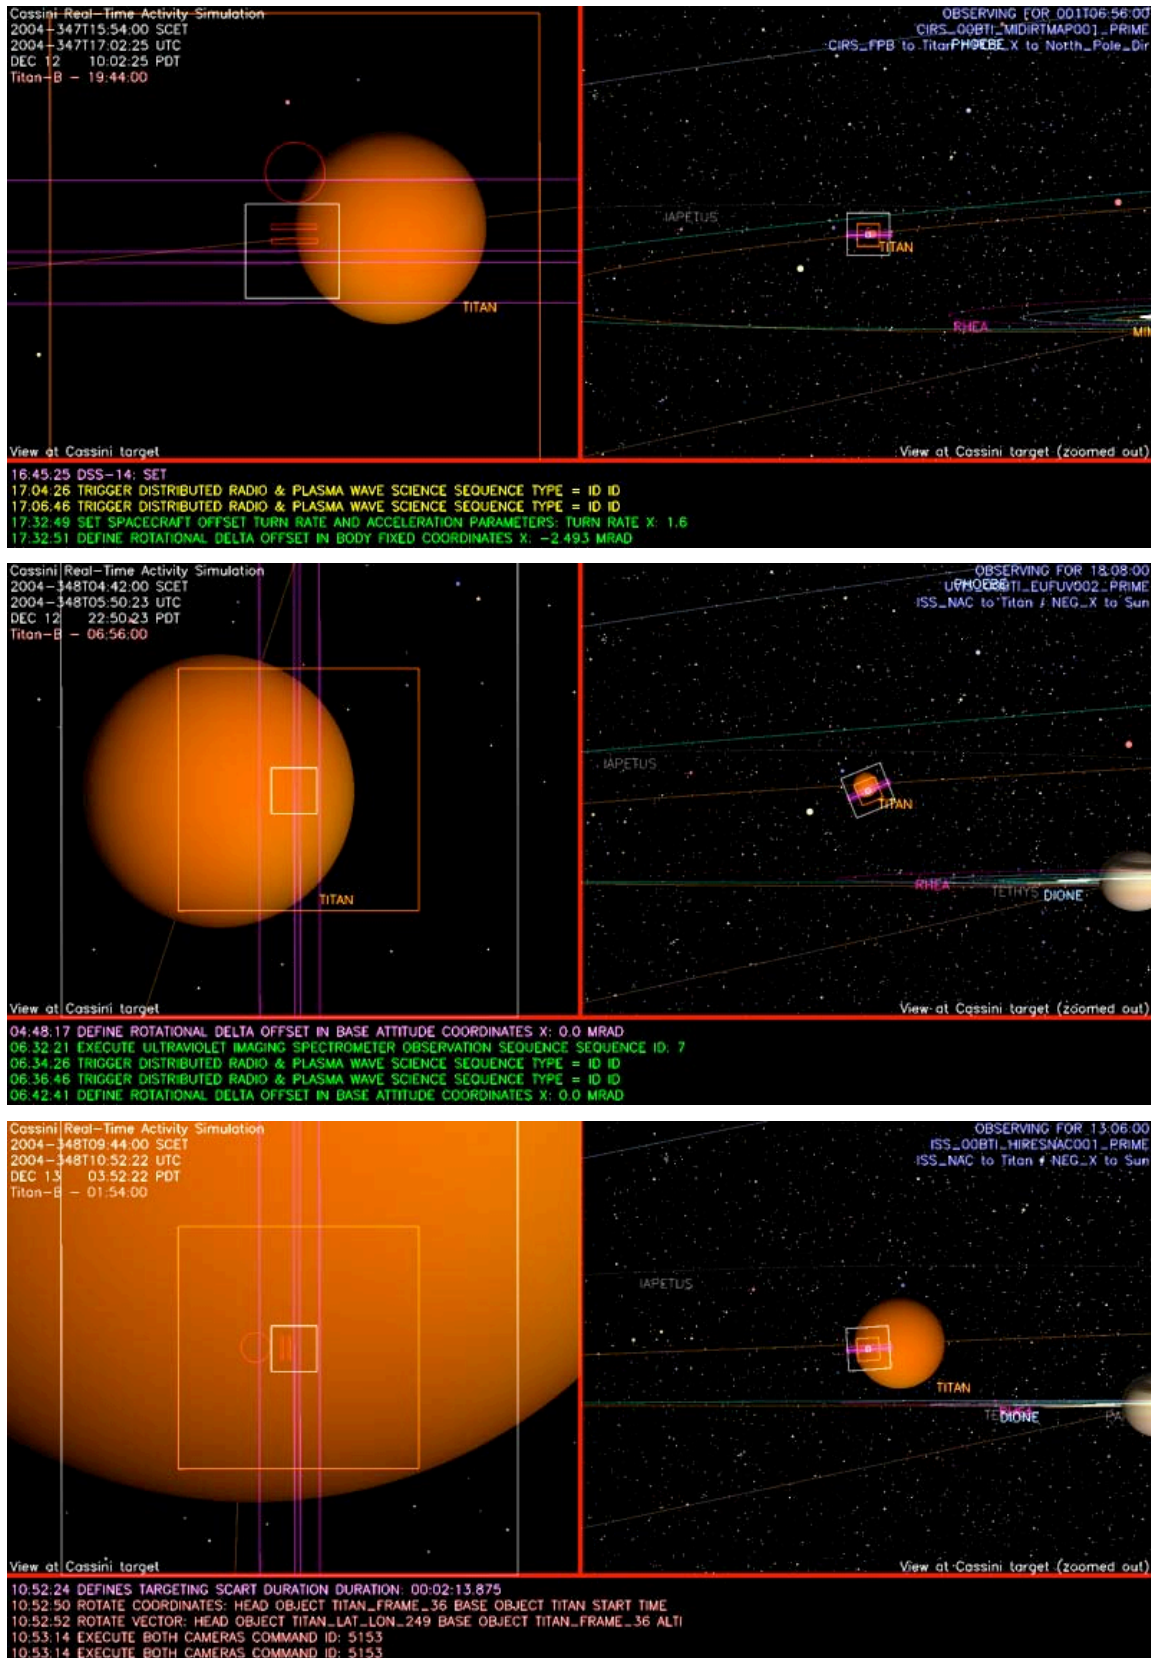 Cassini Real-Time Activity Simulation
2004-347T15:54:00 SCET
2004-347T17:02:25 UTC
DEC 12 10:02:25 PDT
Titan-B - 19:44:00
TITAN
View at Cassini target
OBSERVING FOR 001T06:56:00
CIRS_00BTI_MIDIRTMAP001_PRIME
CIRS_FPB to Titan X to North_Pole_Dir
PHOEBE
IAPETUS
TITAN
RHEA
MIM
View at Cassini target (zoomed out)
16:45:25 DSS-14: SET
17:04:26 TRIGGER DISTRIBUTED RADIO & PLASMA WAVE SCIENCE SEQUENCE TYPE = ID ID
17:06:46 TRIGGER DISTRIBUTED RADIO & PLASMA WAVE SCIENCE SEQUENCE TYPE = ID ID
17:32:49 SET SPACECRAFT OFFSET TURN RATE AND ACCELERATION PARAMETERS: TURN RATE X: 1.6
17:32:51 DEFINE ROTATIONAL DELTA OFFSET IN BODY FIXED COORDINATES X: -2.493 MRAD
Cassini Real-Time Activity Simulation
2004-348T04:42:00 SCET
2004-348T05:50:23 UTC
DEC 12 22:50:23 PDT
Titan-B - 06:56:00
TITAN
View at Cassini target
OBSERVING FOR 18:08:00
PHOEBE
BTI_EUFUV002_PRIME
ISS_NAC to Titan / NEG_X to Sun
IAPETUS
TITAN
RHEA
TETHYS
DIONE
View at Cassini target (zoomed out)
04:48:17 DEFINE ROTATIONAL DELTA OFFSET IN BASE ATTITUDE COORDINATES X: 0.0 MRAD
06:32:21 EXECUTE ULTRAVIOLET IMAGING SPECTROMETER OBSERVATION SEQUENCE SEQUENCE ID: 7
06:34:26 TRIGGER DISTRIBUTED RADIO & PLASMA WAVE SCIENCE SEQUENCE TYPE = ID ID
06:36:46 TRIGGER DISTRIBUTED RADIO & PLASMA WAVE SCIENCE SEQUENCE TYPE = ID ID
06:42:41 DEFINE ROTATIONAL DELTA OFFSET IN BASE ATTITUDE COORDINATES X: 0.0 MRAD
Cassini Real-Time Activity Simulation
2004-348T09:44:00 SCET
2004-348T10:52:22 UTC
DEC 13 03:52:22 PDT
Titan-B - 01:54:00
View at Cassini target
OBSERVING FOR 13:06:00
ISS_00BTI_HIRESNAC001_PRIME
ISS_NAC to Titan / NEG_X to Sun
IAPETUS
TITAN
DIONE
View at Cassini target (zoomed out)
10:52:24 DEFINES TARGETING SCART DURATION DURATION: 00:02:13.875
10:52:50 ROTATE COORDINATES: HEAD OBJECT TITAN_FRAME_36 BASE OBJECT TITAN START TIME
10:52:52 ROTATE VECTOR: HEAD OBJECT TITAN_LAT_LON_249 BASE OBJECT TITAN_FRAME_36 ALTI
10:53:14 EXECUTE BOTH CAMERAS COMMAND ID: 5153
10:53:14 EXECUTE BOTH CAMERAS COMMAND ID: 5153